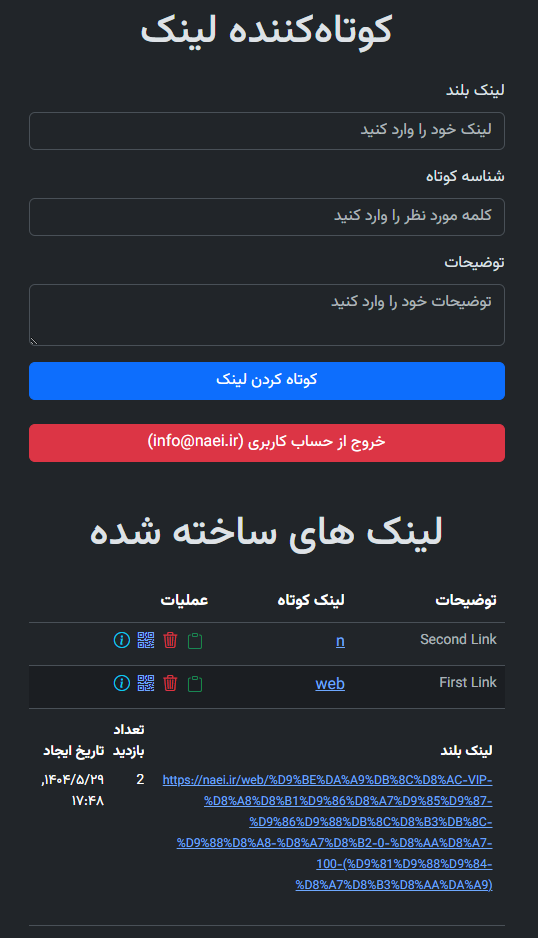 کوتاه‌کننده لینک
لینک بلند
لینک خود را وارد کنید
شناسه کوتاه
کلمه مورد نظر را وارد کنید
توضیحات
توضیحات خود را وارد کنید
کوتاه کردن لینک
خروج از حساب کاربری (info@naei.ir)
لینک های ساخته شده
توضیحات لینک کوتاه عملیات
Second Link n
First Link web
لینک بلند تعداد بازدید تاریخ ایجاد
https://naei.ir/web/%D9%BE%DA%A9%DB%8C%D8%AC-VIP-
%D8%A8%D8%B1%D9%86%D8%A7%D9%85%D9%87-
%D9%86%D9%88%DB%8C%D8%B3%DB%8C-
%D9%88%D8%A8-%D8%A7%D8%B2-0-%D8%AA%D8%A7-
100-(%D9%81%D9%88%D9%84-
%D8%A7%D8%B3%D8%AA%DA%A9)
2
۱۴۰۴/۵/۲۹,
۱۷:۴۸